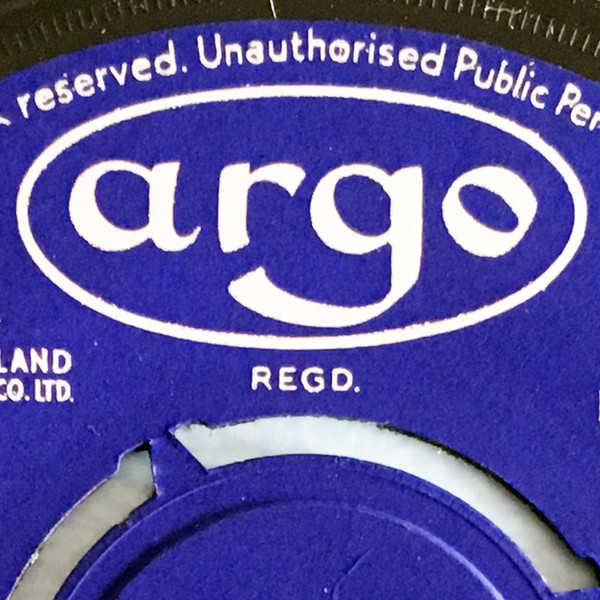 reserved. Unauthorised Public
argo
REGD.
LAND
CO. LTD.